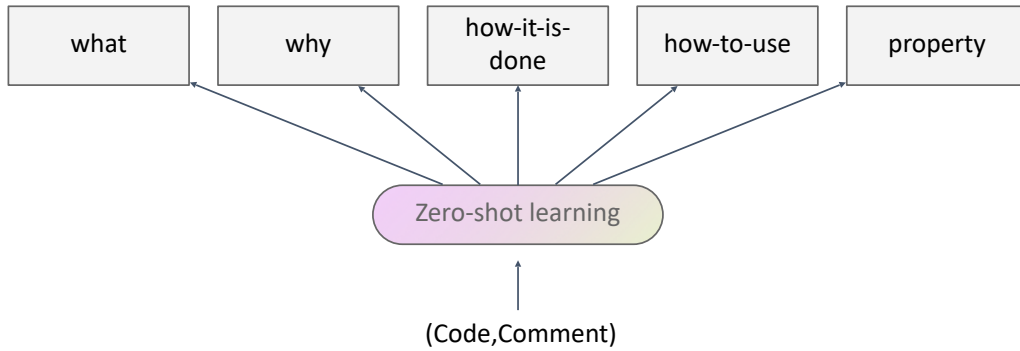 what
why
how-it-is-
done
how-to-use
property
Zero-shot learning
(Code,Comment)